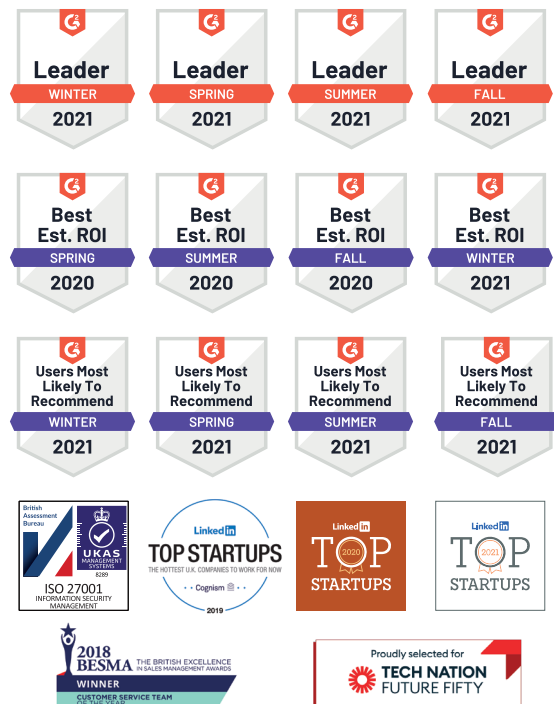 G2
Leader
WINTER
2021
G2
Leader
SPRING
2021
G2
Leader
SUMMER
2021
G2
Leader
FALL
2021
G2
Best
Est. ROI
SPRING
2020
G2
Best
Est. ROI
SUMMER
2020
G2
Best
Est. ROI
FALL
2020
G2
Best
Est. ROI
WINTER
2021
G2
Users Most
Likely To
Recommend
WINTER
2021
G2
Users Most
Likely To
Recommend
SPRING
2021
G2
Users Most
Likely To
Recommend
SUMMER
2021
G2
Users Most
Likely To
Recommend
FALL
2021
British
Assessment
Bureau
UKAS
MANAGEMENT
SYSTEMS
8289
ISO 27001
INFORMATION SECURITY
MANAGEMENT
Linked in
TOP STARTUPS
THE HOTTEST U.K. COMPANIES TO WORK FOR NOW
Cognism
2019
Linked in
TOP
2020
STARTUPS
Linked in
TOP
2021
STARTUPS
2018
BESMA THE BRITISH EXCELLENCE
IN SALES MANAGEMENT AWARDS
WINNER
CUSTOMER SERVICE TEAM
OF THE YEAR
Proudly selected for
TECH NATION
FUTURE FIFTY